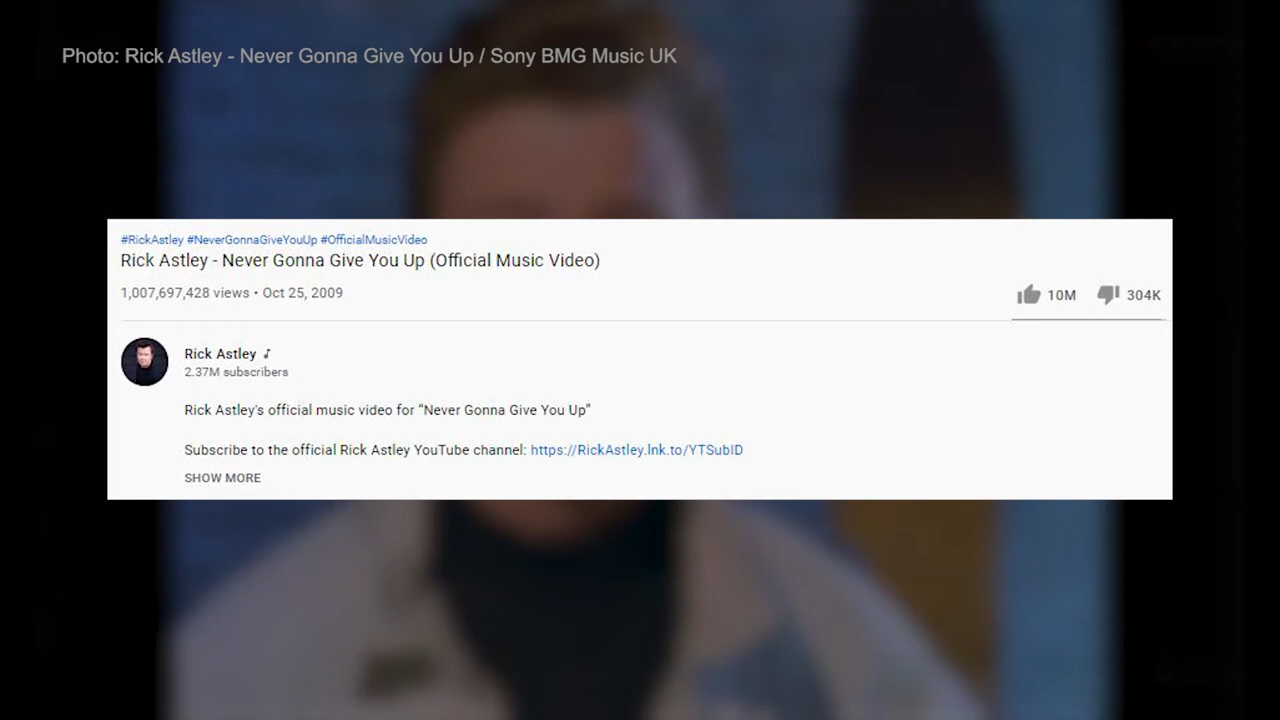 Photo: Rick Astley - Never Gonna Give You Up / Sony BMG Music UK
#RickAstley #NeverGonnaGiveYouUp #OfficialMusicVideo
Rick Astley - Never Gonna Give You Up (Official Music Video)
1,007,697,428 views • Oct 25, 2009
10M 304K
Rick Astley ♪
2.37M subscribers
Rick Astley's official music video for “Never Gonna Give You Up”
Subscribe to the official Rick Astley YouTube channel: https://RickAstley.lnk.to/YTSubID
SHOW MORE